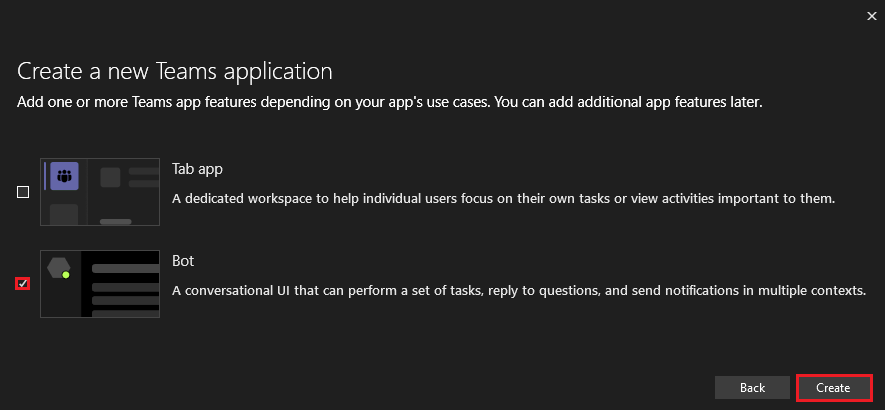 Create a new Teams application
Add one or more Teams app features depending on your app's use cases. You can add additional app features later.
Tab app
A dedicated workspace to help individual users focus on their own tasks or view activities important to them.
Bot
A conversational UI that can perform a set of tasks, reply to questions, and send notifications in multiple contexts.
Back
Create